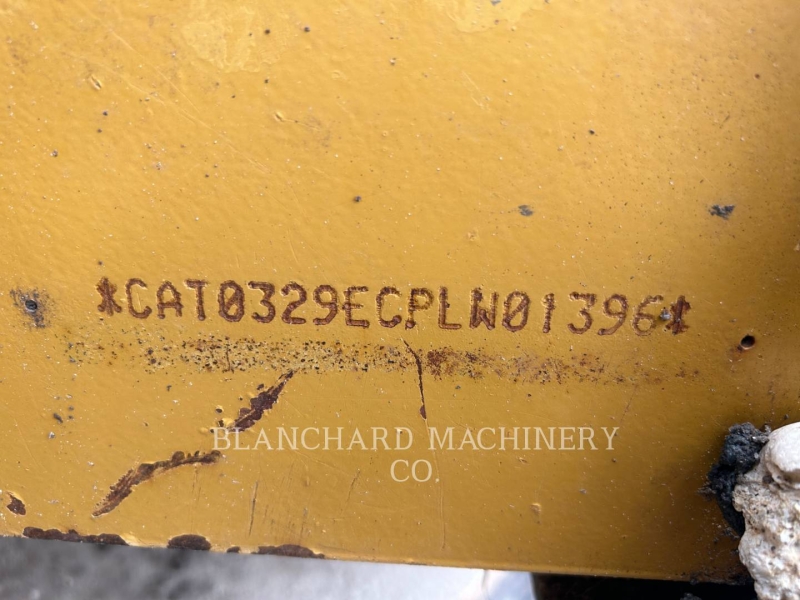 *CAT0329ECPLW01396*
BLANCHARD MACHINERY
CO.